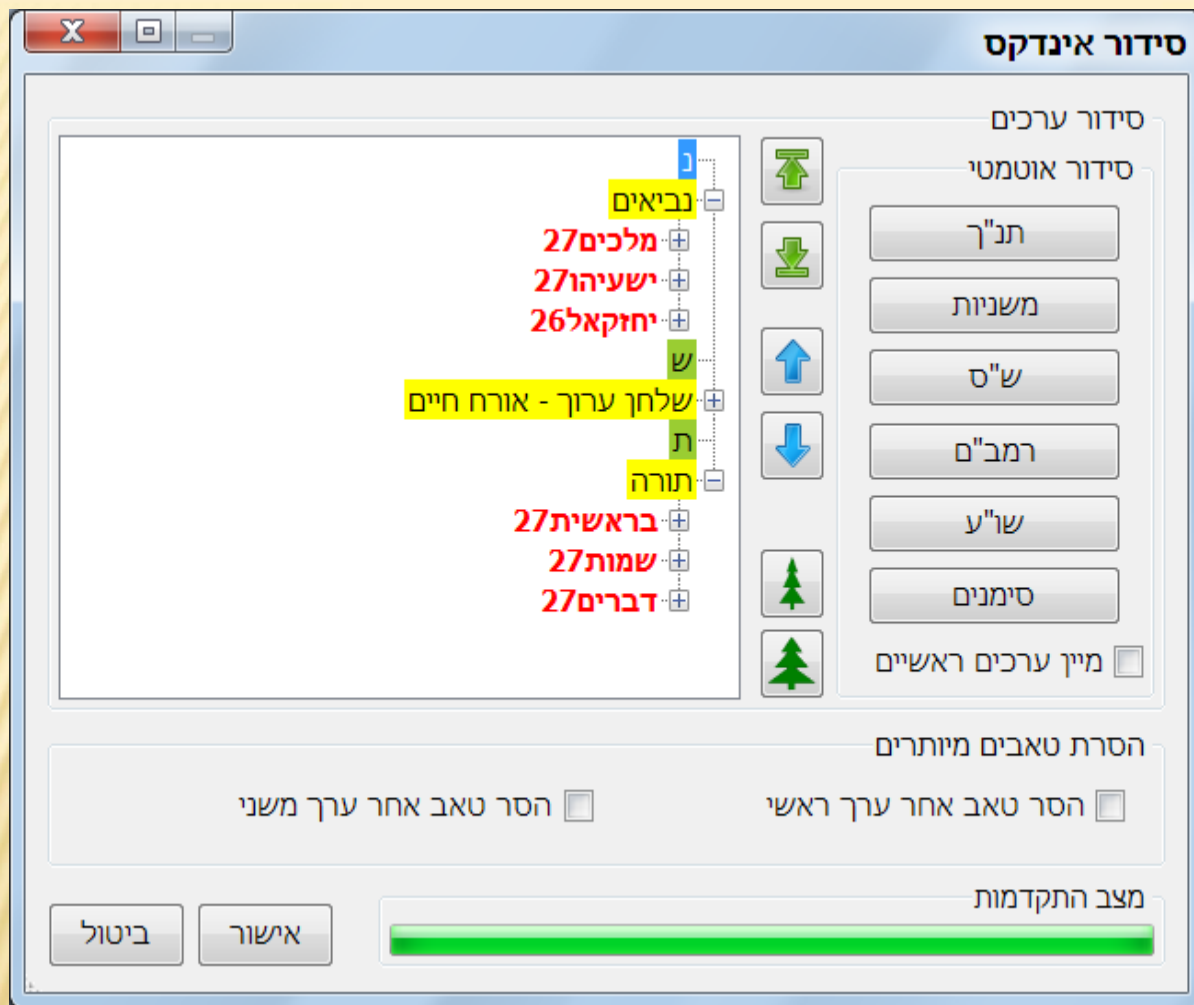 סידור אינדקס
סידור ערכים
סידור אוטמטי
תנ"ך
משניות
ש"ס
רמב"ם
שו"ע
סימנים
מיין ערכים ראשיים
נ
נביאים
מלכים27
ישעיהו27
יחזקאל26
ש
שלחן ערוך - אורח חיים
ת
תורה
בראשית27
שמות27
דברים27
הסרת טאבים מיותרים
הסר טאב אחר ערך ראשי
הסר טאב אחר ערך משני
מצב התקדמות
אישור
ביטול